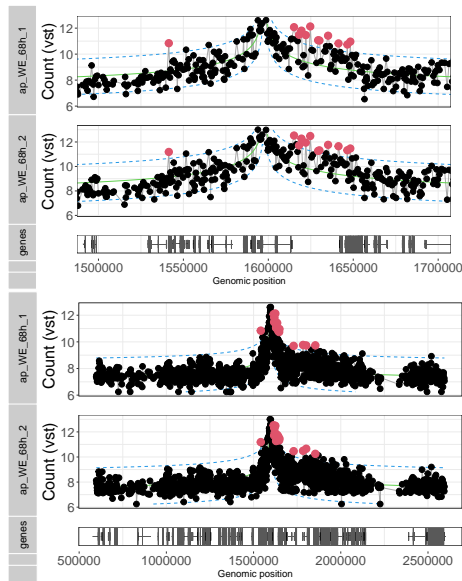 ap_WE_68h_1
Count (vst)
12
10
8
6
ap_WE_68h_2
Count (vst)
12
10
8
6
genes
1500000 1550000 1600000 1650000 1700000
Genomic position
ap_WE_68h_1
Count (vst)
12
10
8
6
ap_WE_68h_2
Count (vst)
12
10
8
6
genes
500000 1000000 1500000 2000000 2500000
Genomic position